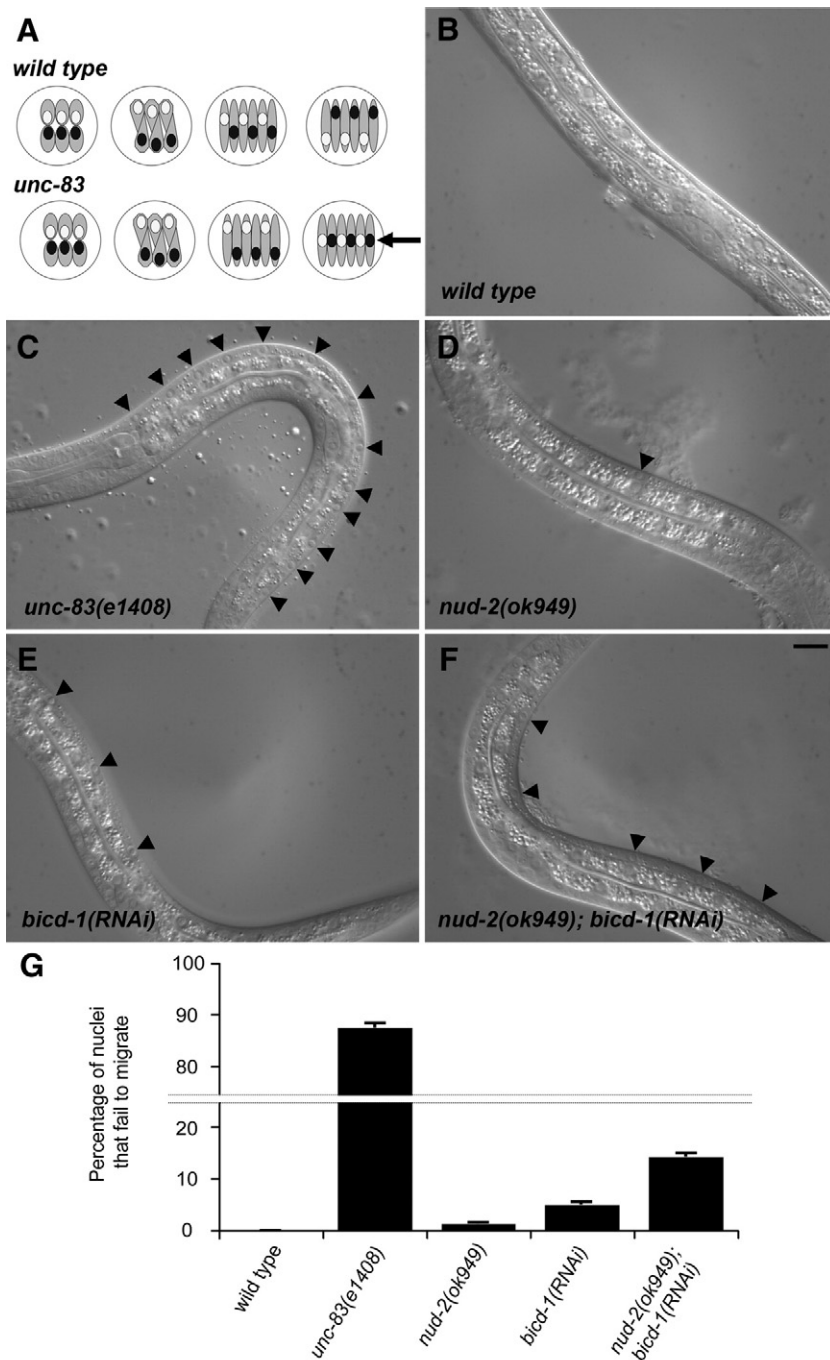 A
wild type
unc-83
B
wild type
C
unc-83(e1408)
D
nud-2(ok949)
E
bicd-1(RNAi)
F
nud-2(ok949); bicd-1(RNAi)
G
Percentage of nuclei
that fail to migrate
100
90
80
20
10
0
wild type
unc-83(e1408)
nud-2(ok949)
bicd-1(RNAi)
nud-2(ok949);
bicd-1(RNAi)